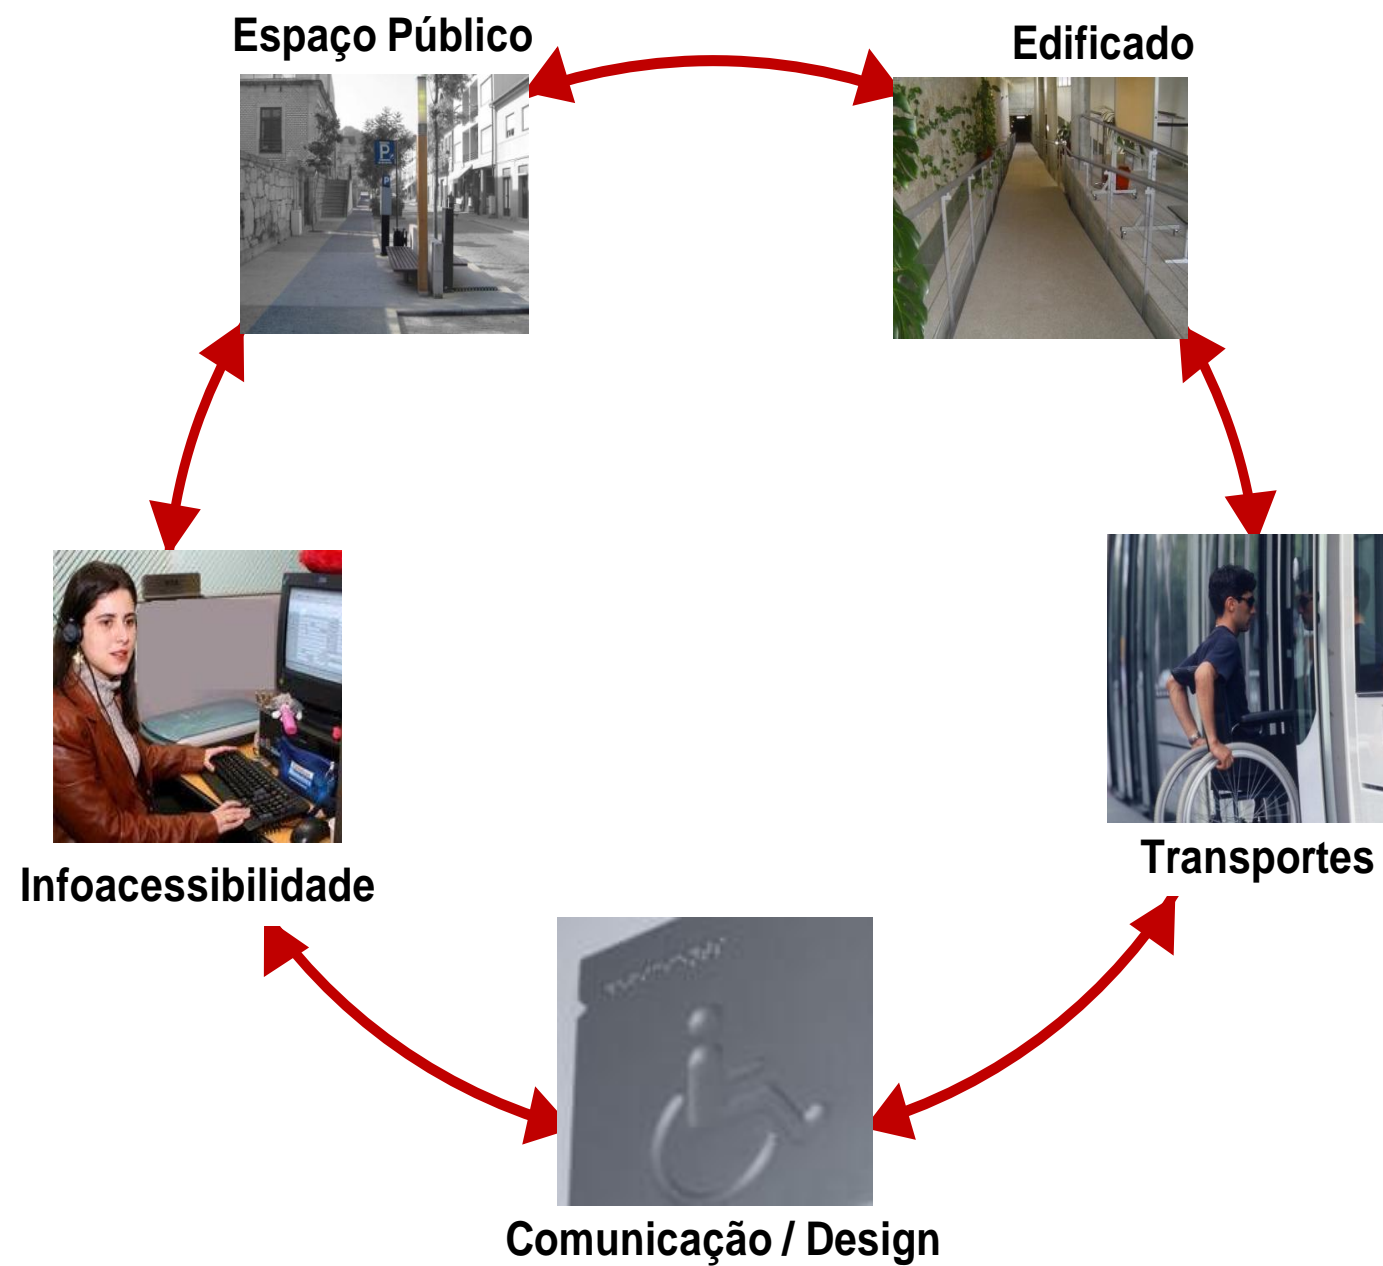 Espaço Público
Edificado
P
Infoacessibilidade
Transportes
Comunicação / Design